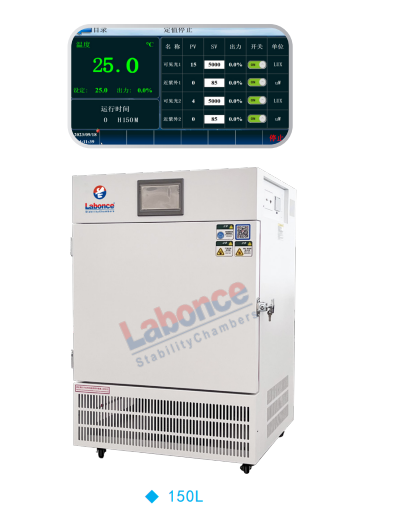 目录 定值停止
温度 ℃
25.0
设定: 25.0 出力: 0.0%
运行时间
0 H150M
名称 PV SV 出力 开关 单位
可见光1 15 5000 0.0% LUX
近紫外1 0 85 0.0% uW
可见光2 4 5000 0.0% LUX
近紫外2 0 85 0.0% uW
2023/09/18
停止
Labonce
StabilityChambers
Labonce
StabilityChambers
◆ 150L